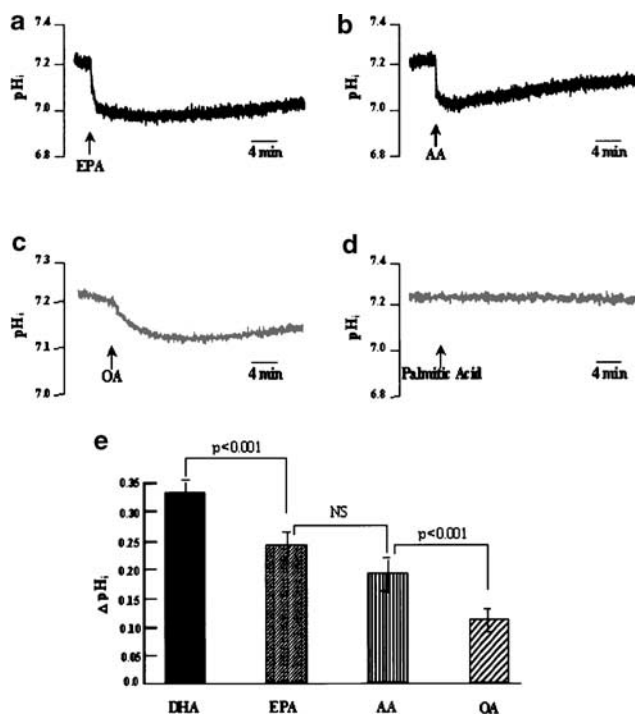 a
7.4
7.2
7.0
6.8
pHi
EPA
4 min
b
7.4
7.2
7.0
6.8
pHi
AA
4 min
c
7.3
7.2
7.1
7.0
pHi
OA
4 min
d
7.4
7.2
7.0
6.8
pHi
Palmitic Acid
4 min
e
p<0.001
NS
p<0.001
0.35
0.25
0.20
0.15
0.10
0.05
0.0
Δ pHi
DHA EPA AA OA